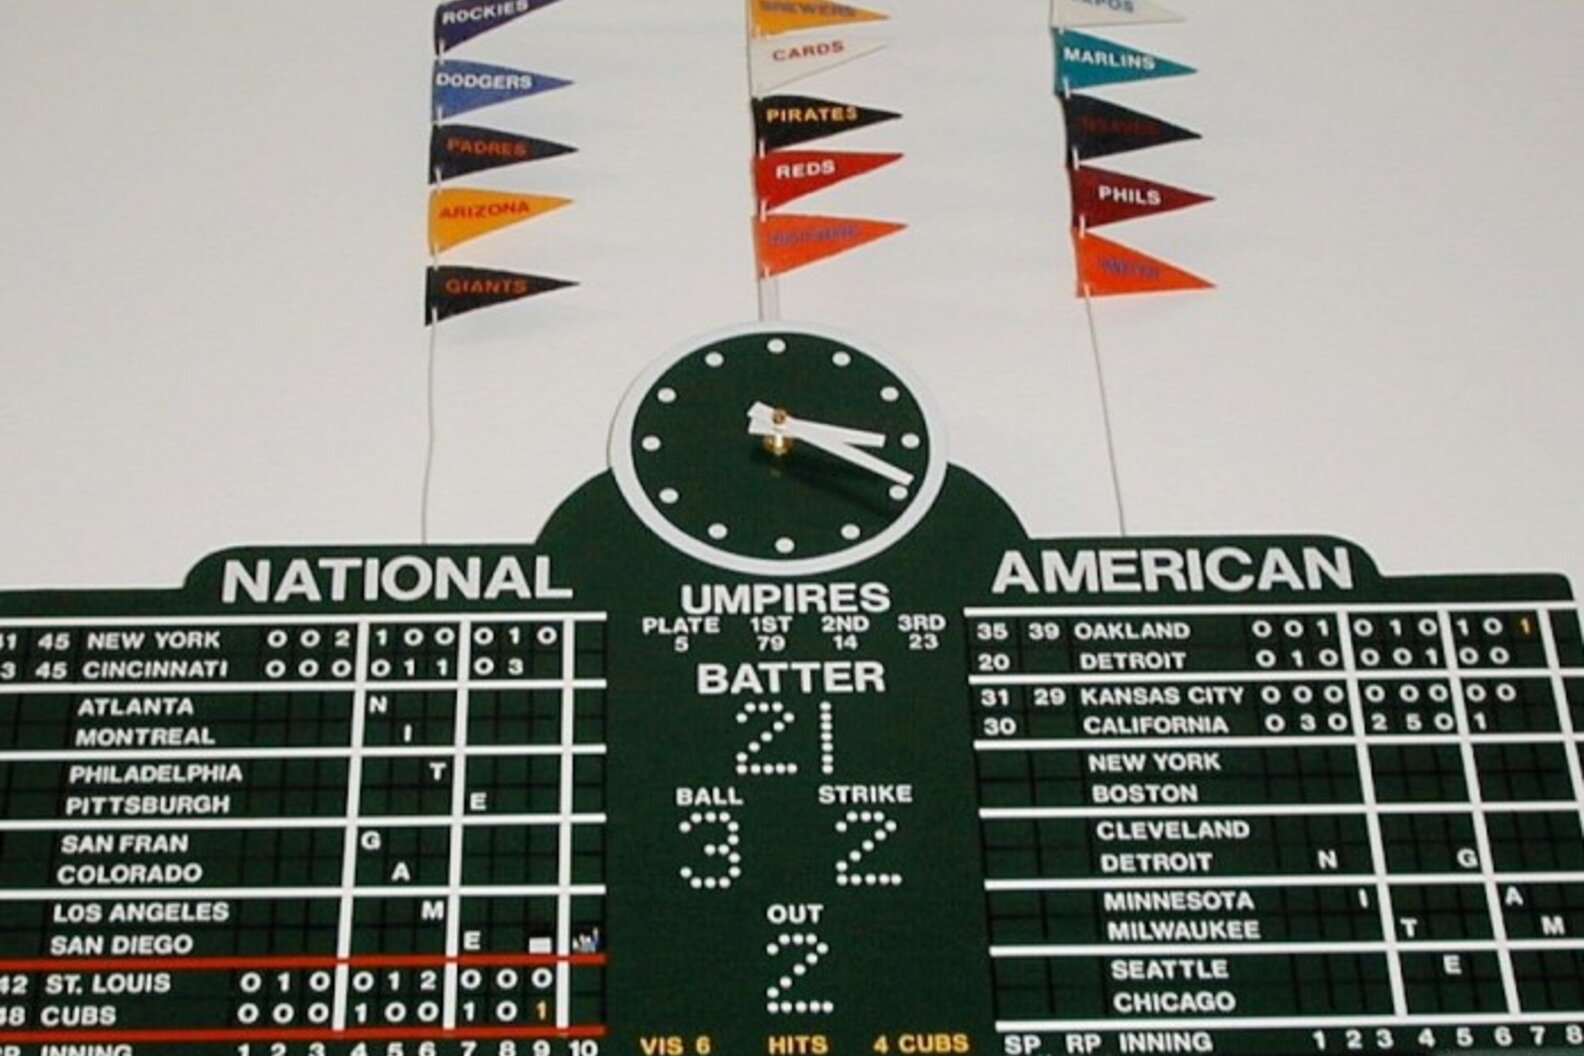 ROCKIES
DODGERS
PADRES
ARIZONA
GIANTS
BREWERS
CARDS
PIRATES
REDS
MARLINS
PHILS
NATIONAL
45 NEW YORK 0 0 2 1 0 0 0 1 0
45 CINCINNATI 0 0 0 0 1 1 0 3
ATLANTA N
MONTREAL I
PHILADELPHIA T
PITTSBURGH E
SAN FRAN G
COLORADO A
LOS ANGELES M
SAN DIEGO E
42 ST. LOUIS 0 1 0 0 1 2 0 0 0
48 CUBS 0 0 0 1 0 0 1 0 1
INNING 1 2 3 4 5 6 7 8 9 10
UMPIRES
PLATE 1ST 2ND 3RD
5 79 14 23
BATTER
21
BALL STRIKE
3 2
OUT
2
VIS 6 HITS 4 CUBS
AMERICAN
35 39 OAKLAND 0 0 1 0 1 0 1 0 1
20 DETROIT 0 1 0 0 0 1 0 0
31 29 KANSAS CITY 0 0 0 0 0 0 0 0
30 CALIFORNIA 0 3 0 2 5 0 1
NEW YORK
BOSTON
CLEVELAND
DETROIT N G
MINNESOTA I A
MILWAUKEE T M
SEATTLE E
CHICAGO
SP RP INNING 1 2 3 4 5 6 7 8